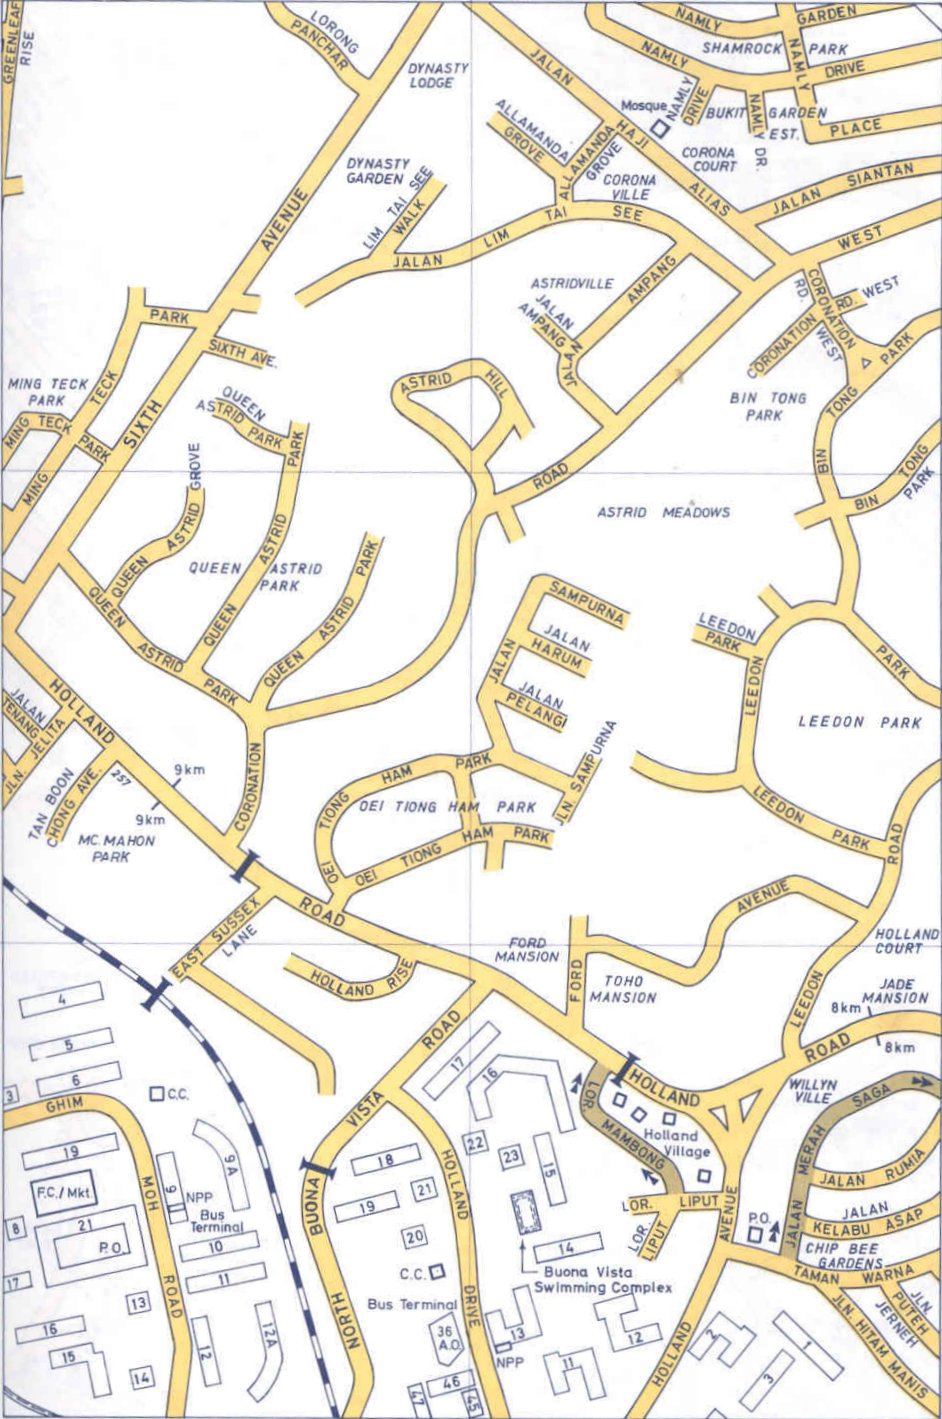 GREENLEAF
RISE
LORONG
PANCHAR
DYNASTY
LODGE
JALAN
HAJI
ALIAS
NAMLY
GARDEN
NAMLY
SHAMROCK PARK
NAMLY
DRIVE
Mosque
NAMLY
DRIVE
BUKIT
NAMLY DR.
GARDEN
EST.
PLACE
ALLAMANDA
GROVE
ALLAMANDA
GROVE
CORONA
COURT
CORONA
VILLE
JALAN SIANTAN
DYNASTY
GARDEN
LIM TAI SEE
WALK
JALAN LIM TAI SEE
AVENUE
WEST
ASTRIDVILLE
JALAN
AMPANG
JALAN
AMPANG
RD.
CORONATION
WEST
CORONATION
RD. WEST
PARK
SIXTH AVE.
MING TECK
PARK
MING TECK
PARK
MING
TECK
SIXTH
QUEEN
ASTRID PARK
PARK
ASTRID HILL
BIN TONG
PARK
BIN
TONG
PARK
ROAD
BIN TONG
PARK
ASTRID MEADOWS
QUEEN ASTRID GROVE
QUEEN ASTRID
PARK
QUEEN ASTRID
QUEEN ASTRID PARK
QUEEN ASTRID PARK
SAMPURNA
JALAN
HARUM
JALAN
JALAN
PELANGI
JLN. SAMPURNA
LEEDON
PARK
LEEDON
PARK
LEEDON PARK
HOLLAND
JALAN
TENANG
JLN. JELITA
TAN BOON
CHONG AVE.
257
9km
9km
MC. MAHON
PARK
CORONATION
OEI TIONG HAM PARK
OEI TIONG HAM PARK
OEI TIONG HAM PARK
LEEDON PARK
ROAD
ROAD
EAST SUSSEX
LANE
HOLLAND RISE
FORD
MANSION
FORD
TOHO
MANSION
AVENUE
HOLLAND
COURT
LEEDON
JADE
MANSION
8km
8km
ROAD
4
5
6
3
C.C.
GHIM
MOH
ROAD
19
F.C./Mkt.
21
P.O.
8
17
9
9A
NPP
Bus
Terminal
10
11
13
16
15
14
12
12A
BUONA
VISTA
ROAD
NORTH
17
16
HOLLAND
DRIVE
18
19
20
21
22
23
15
14
C.C.
Bus Terminal
36
A.O.
46
47
45
13
NPP
Buona Vista
Swimming Complex
11
12
LOR.
MAMBONG
HOLLAND
Holland
Village
LOR. LIPUT
LOR.
LIPUT
AVENUE
HOLLAND
WILLYN
VILLE
JALAN MERAH SAGA
JALAN RUMIA
JALAN
KELABU ASAP
P.O.
CHIP BEE
GARDENS
TAMAN WARNA
JLN.
PUTEH
JERNEH
JLN. HITAM MANIS
2
1
3